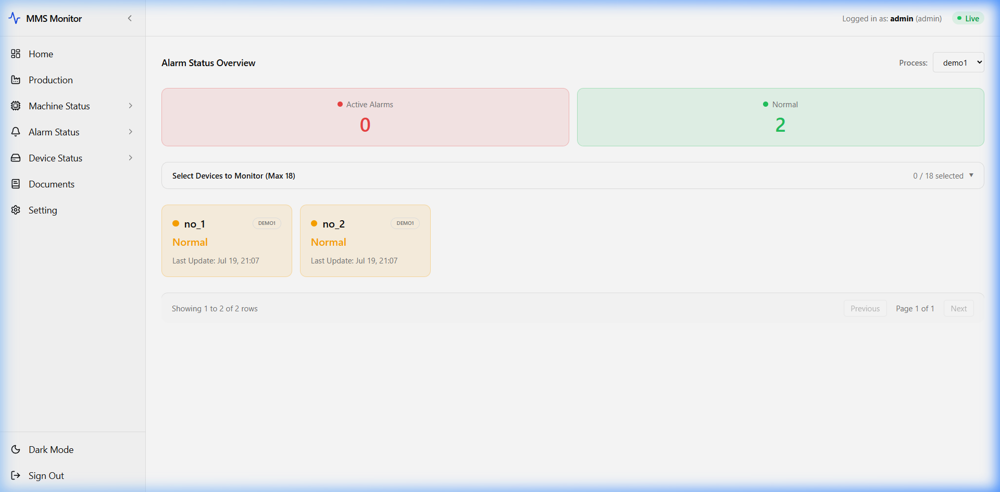 MMS Monitor
Logged in as: admin (admin)
Live
Home
Production
Machine Status
Alarm Status
Device Status
Documents
Setting
Dark Mode
Sign Out
Alarm Status Overview
Process: demo1
Active Alarms
0
Normal
2
Select Devices to Monitor (Max 18)
0 / 18 selected
no_1
DEMO1
Normal
Last Update: Jul 19, 21:07
no_2
DEMO1
Normal
Last Update: Jul 19, 21:07
Showing 1 to 2 of 2 rows
Previous
Page 1 of 1
Next